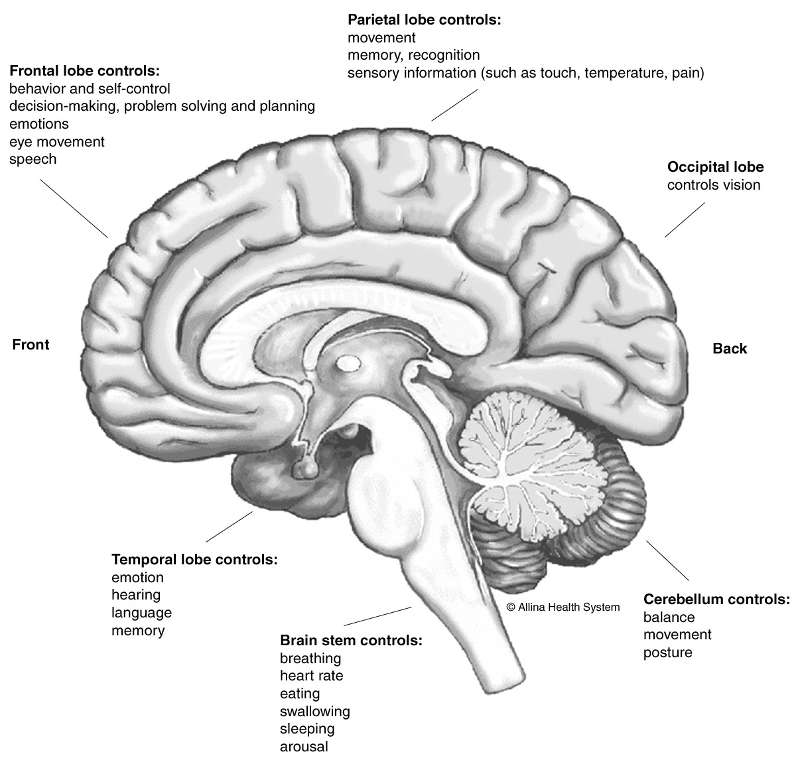 Parietal lobe controls:
movement
memory, recognition
sensory information (such as touch, temperature, pain)
Frontal lobe controls:
behavior and self-control
decision-making, problem solving and planning
emotions
eye movement
speech
Occipital lobe
controls vision
Front
Back
Temporal lobe controls:
emotion
hearing
language
memory
Brain stem controls:
breathing
heart rate
eating
swallowing
sleeping
arousal
© Allina Health System
Cerebellum controls:
balance
movement
posture